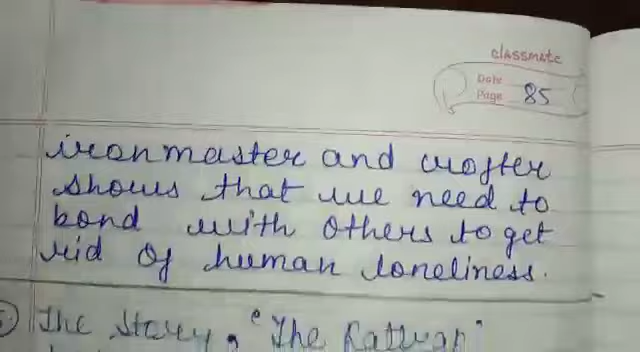 classmate
Date
Page 85
ironmaster and crofter
shows that we need to
bond with others to get
rid of human loneliness.
The Story, "The Rattrap"